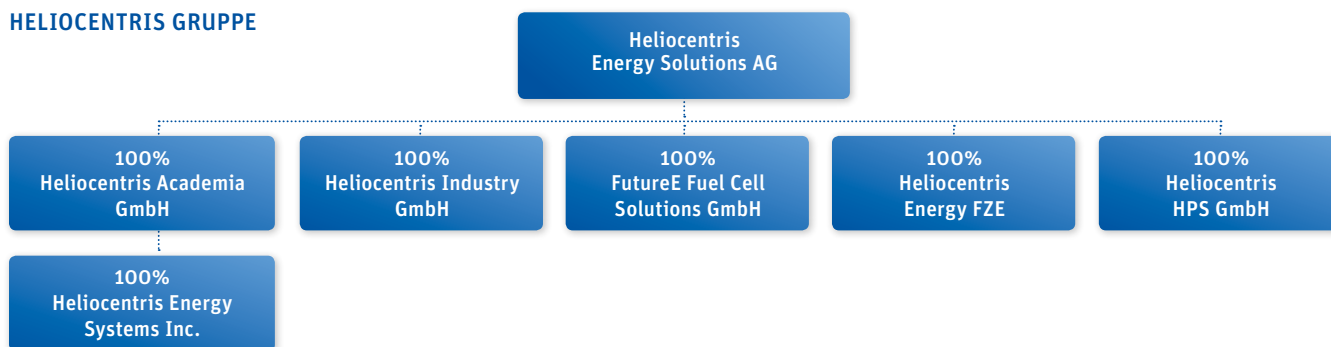 HELIOCENTRIS GRUPPE
Heliocentris
Energy Solutions AG
100%
Heliocentris Academia
GmbH
100%
Heliocentris Industry
GmbH
100%
FutureE Fuel Cell
Solutions GmbH
100%
Heliocentris
Energy FZE
100%
Heliocentris
HPS GmbH
100%
Heliocentris Energy
Systems Inc.